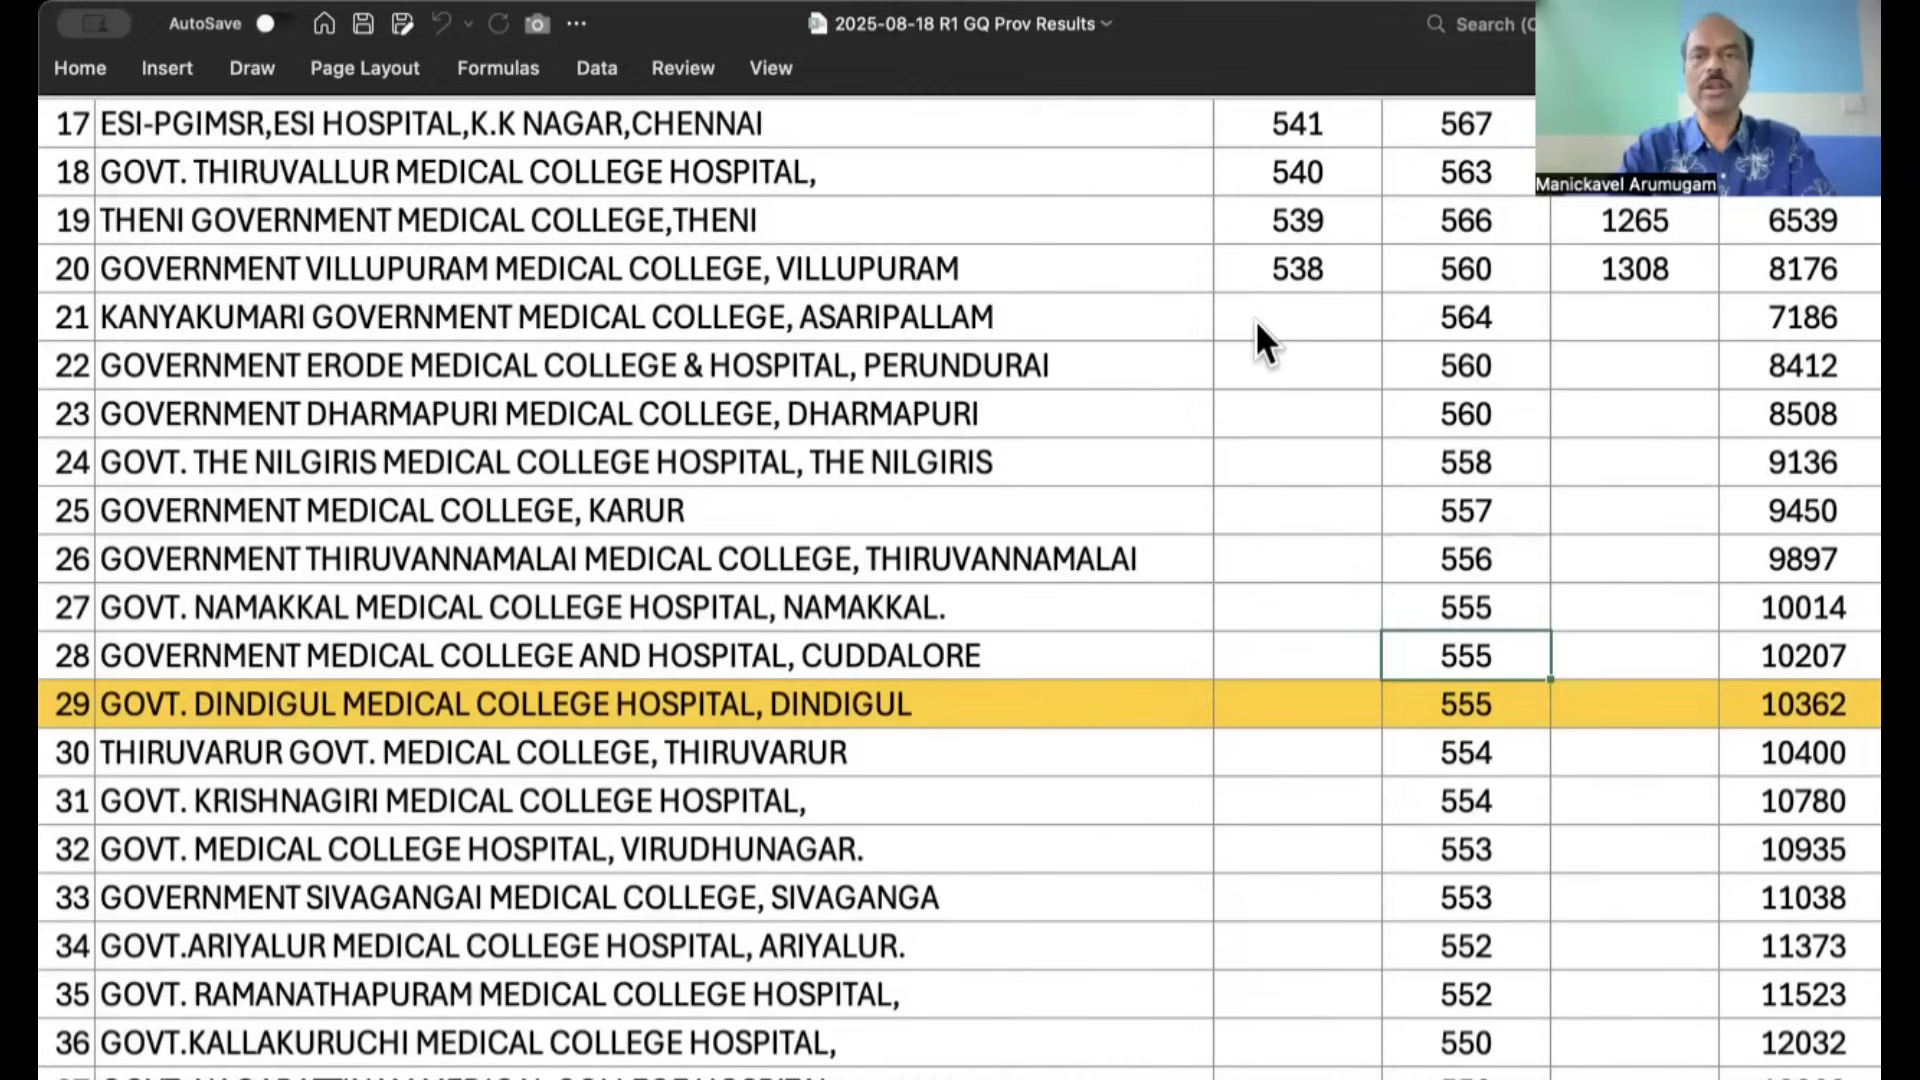 AutoSave
2025-08-18 R1 GQ Prov Results
Search (
Home Insert Draw Page Layout Formulas Data Review View
Manickavel Arumugam
17 ESI-PGIMSR,ESI HOSPITAL,K.K NAGAR,CHENNAI 541 567
18 GOVT. THIRUVALLUR MEDICAL COLLEGE HOSPITAL, 540 563
19 THENI GOVERNMENT MEDICAL COLLEGE,THENI 539 566 1265 6539
20 GOVERNMENT VILLUPURAM MEDICAL COLLEGE, VILLUPURAM 538 560 1308 8176
21 KANYAKUMARI GOVERNMENT MEDICAL COLLEGE, ASARIPALLAM 564 7186
22 GOVERNMENT ERODE MEDICAL COLLEGE & HOSPITAL, PERUNDURAI 560 8412
23 GOVERNMENT DHARMAPURI MEDICAL COLLEGE, DHARMAPURI 560 8508
24 GOVT. THE NILGIRIS MEDICAL COLLEGE HOSPITAL, THE NILGIRIS 558 9136
25 GOVERNMENT MEDICAL COLLEGE, KARUR 557 9450
26 GOVERNMENT THIRUVANNAMALAI MEDICAL COLLEGE, THIRUVANNAMALAI 556 9897
27 GOVT. NAMAKKAL MEDICAL COLLEGE HOSPITAL, NAMAKKAL. 555 10014
28 GOVERNMENT MEDICAL COLLEGE AND HOSPITAL, CUDDALORE 555 10207
29 GOVT. DINDIGUL MEDICAL COLLEGE HOSPITAL, DINDIGUL 555 10362
30 THIRUVARUR GOVT. MEDICAL COLLEGE, THIRUVARUR 554 10400
31 GOVT. KRISHNAGIRI MEDICAL COLLEGE HOSPITAL, 554 10780
32 GOVT. MEDICAL COLLEGE HOSPITAL, VIRUDHUNAGAR. 553 10935
33 GOVERNMENT SIVAGANGAI MEDICAL COLLEGE, SIVAGANGA 553 11038
34 GOVT.ARIYALUR MEDICAL COLLEGE HOSPITAL, ARIYALUR. 552 11373
35 GOVT. RAMANATHAPURAM MEDICAL COLLEGE HOSPITAL, 552 11523
36 GOVT.KALLAKURUCHI MEDICAL COLLEGE HOSPITAL, 550 12032